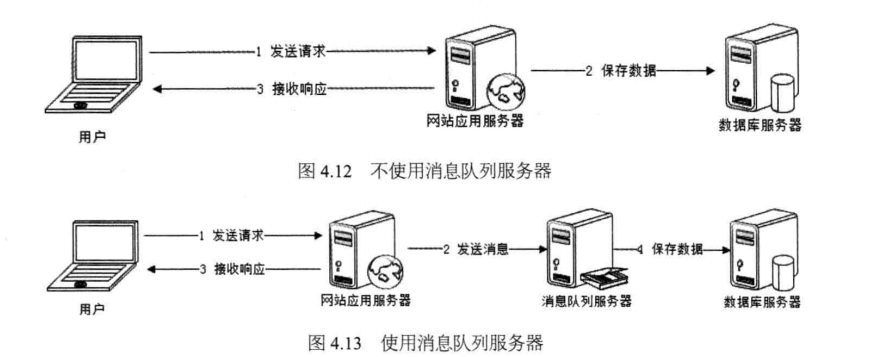 1 发送请求
2 保存数据
3 接收响应
用户
网站应用服务器
数据库服务器
图 4.12 不使用消息队列服务器
1 发送请求
2 发送消息
4 保存数据
3 接收响应
用户
网站应用服务器
消息队列服务器
数据库服务器
图 4.13 使用消息队列服务器